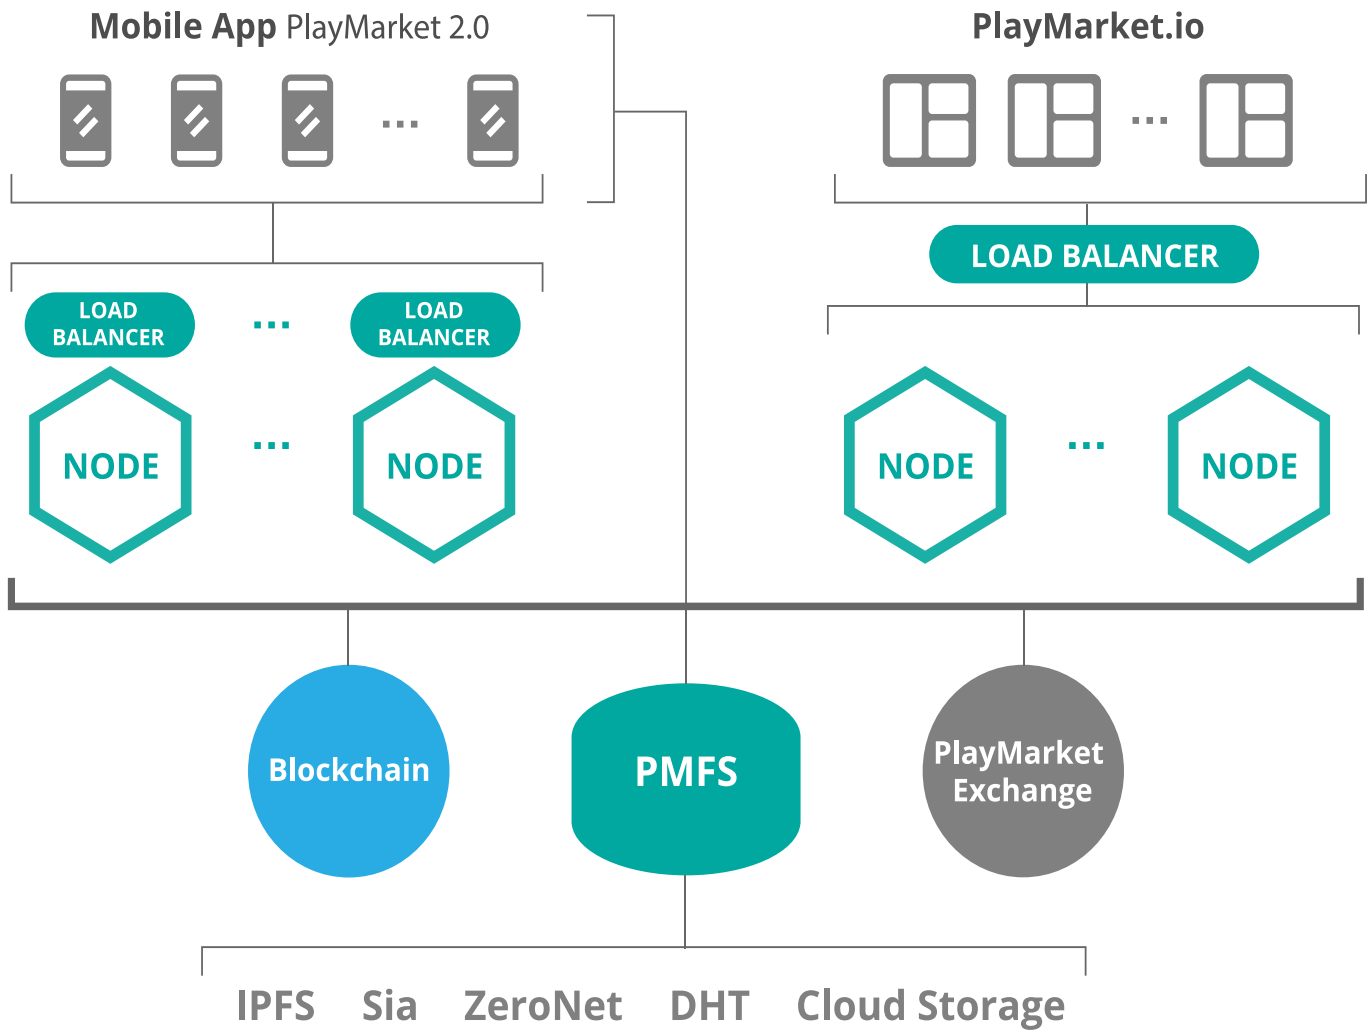 Mobile App PlayMarket 2.0
PlayMarket.io
...
...
LOAD BALANCER
LOAD
BALANCER
...
LOAD
BALANCER
NODE
...
NODE
NODE
...
NODE
Blockchain
PMFS
PlayMarket
Exchange
IPFS Sia ZeroNet DHT Cloud Storage